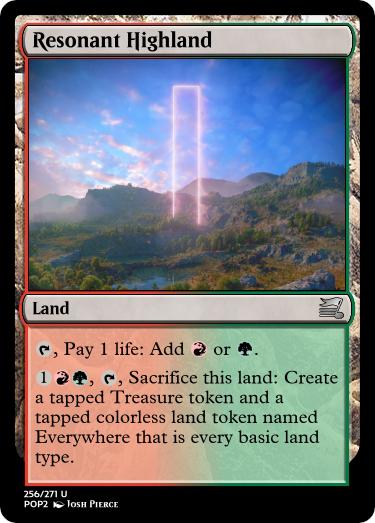 Resonant Highland
Land
, Pay 1 life: Add  or .
1, , Sacrifice this land: Create
a tapped Treasure token and a
tapped colorless land token named
Everywhere that is every basic land
type.
256/271 U
POP2 Josh Pierce